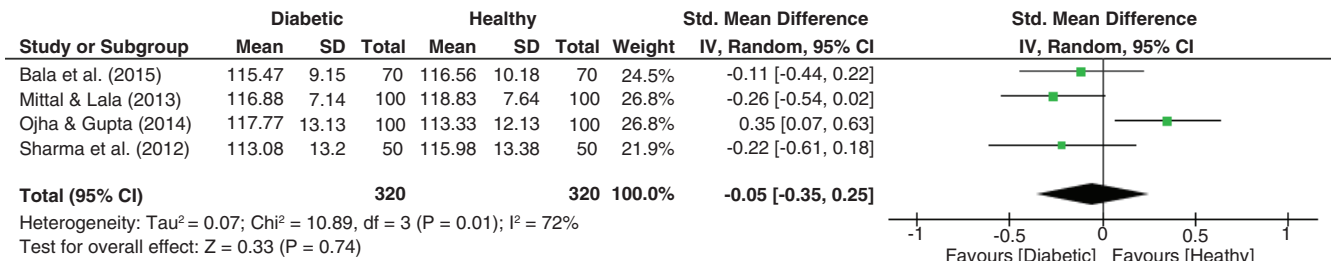 Diabetic Healthy Std. Mean Difference Std. Mean Difference
Study or Subgroup Mean SD Total Mean SD Total Weight IV, Random, 95% CI IV, Random, 95% CI
Bala et al. (2015) 115.47 9.15 70 116.56 10.18 70 24.5% -0.11 [-0.44, 0.22]
Mittal & Lala (2013) 116.88 7.14 100 118.83 7.64 100 26.8% -0.26 [-0.54, 0.02]
Ojha & Gupta (2014) 117.77 13.13 100 113.33 12.13 100 26.8% 0.35 [0.07, 0.63]
Sharma et al. (2012) 113.08 13.2 50 115.98 13.38 50 21.9% -0.22 [-0.61, 0.18]
Total (95% CI) 320 320 100.0% -0.05 [-0.35, 0.25]
Heterogeneity: Tau² = 0.07; Chi² = 10.89, df = 3 (P = 0.01); I² = 72%
-1 -0.5 0 0.5 1
Test for overall effect: Z = 0.33 (P = 0.74)
Favours [Diabetic] Favours [Heathy]